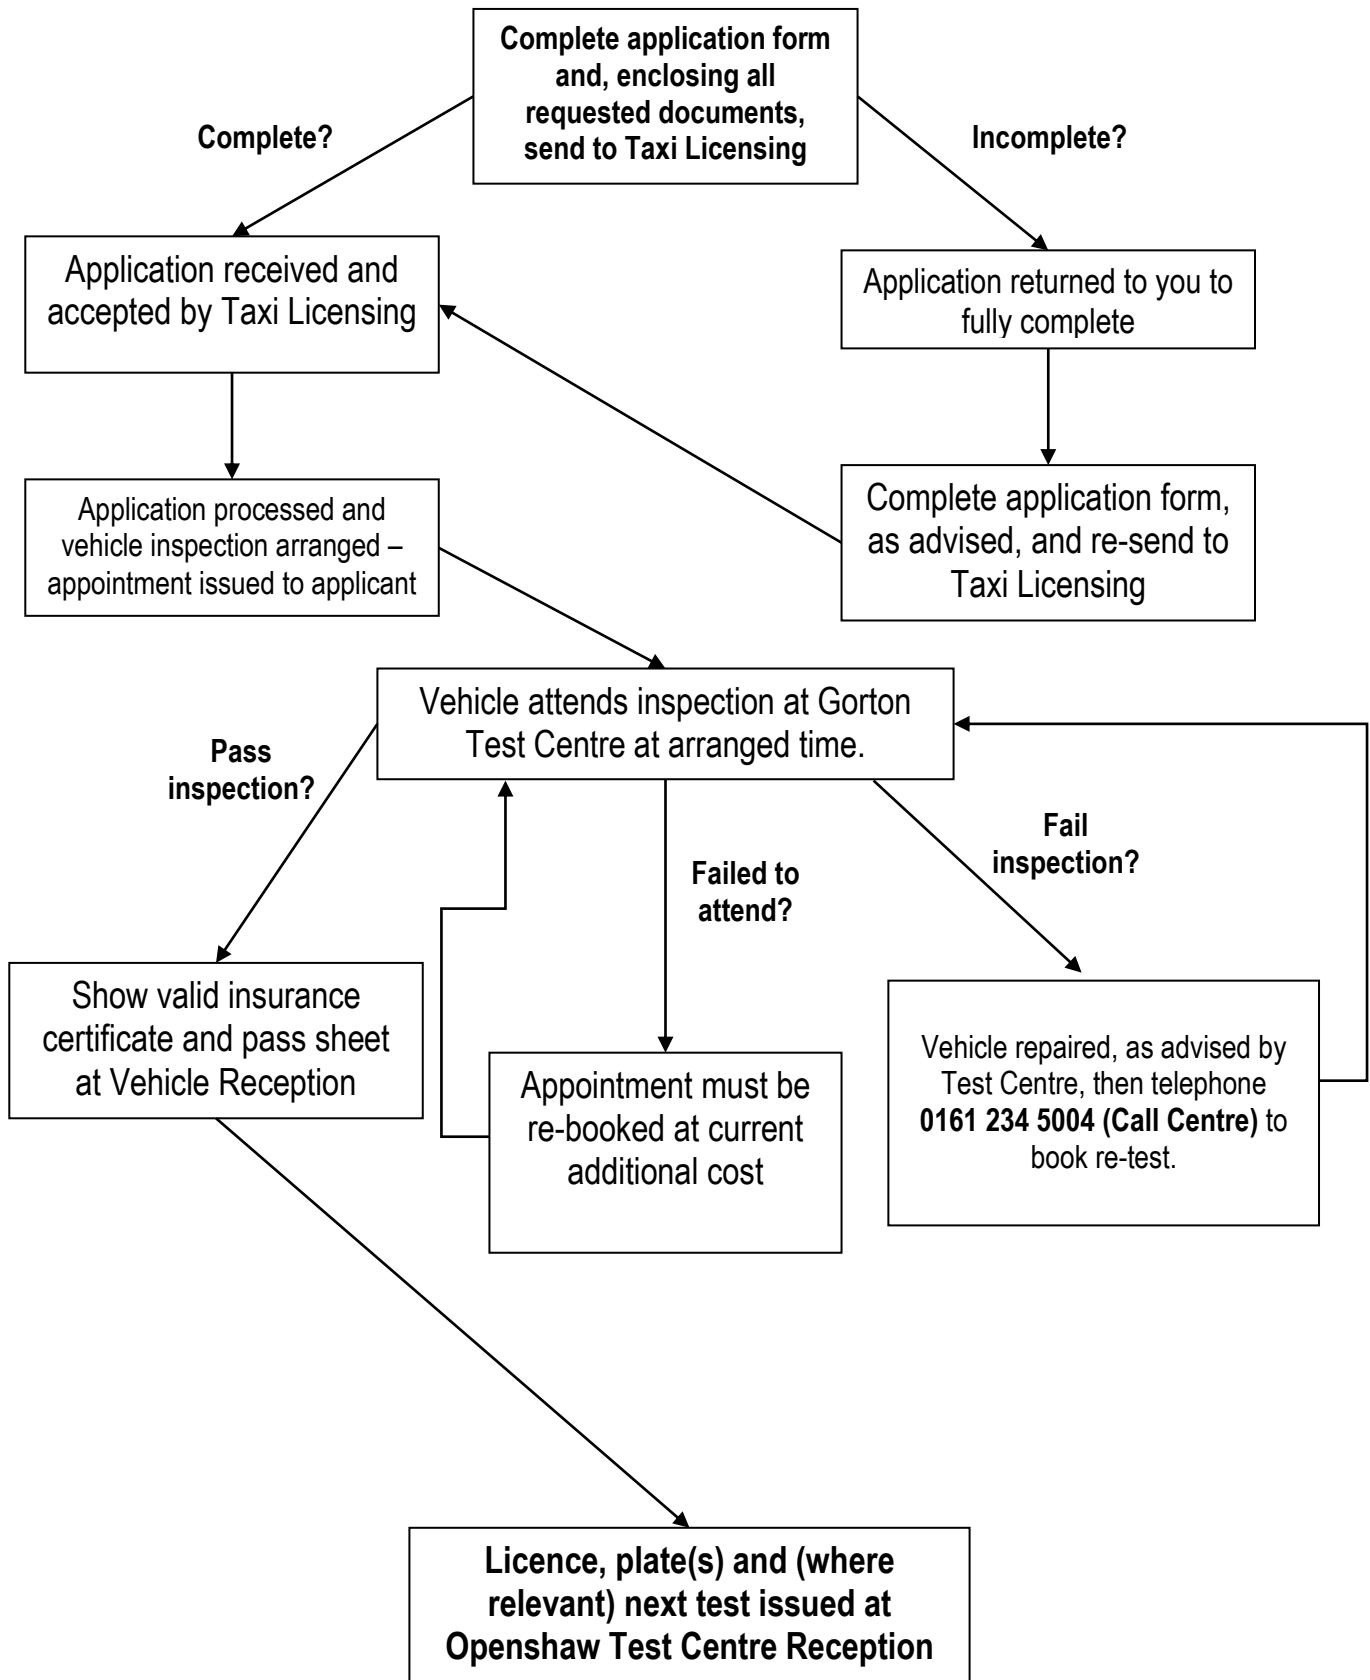 Complete application form
and, enclosing all
requested documents,
send to Taxi Licensing
Complete?
Incomplete?
Application received and
accepted by Taxi Licensing
Application returned to you to
fully complete
Application processed and
vehicle inspection arranged –
appointment issued to applicant
Complete application form,
as advised, and re-send to
Taxi Licensing
Vehicle attends inspection at Gorton
Test Centre at arranged time.
Pass
inspection?
Failed to
attend?
Fail
inspection?
Show valid insurance
certificate and pass sheet
at Vehicle Reception
Appointment must be
re-booked at current
additional cost
Vehicle repaired, as advised by
Test Centre, then telephone
0161 234 5004 (Call Centre) to
book re-test.
Licence, plate(s) and (where
relevant) next test issued at
Openshaw Test Centre Reception